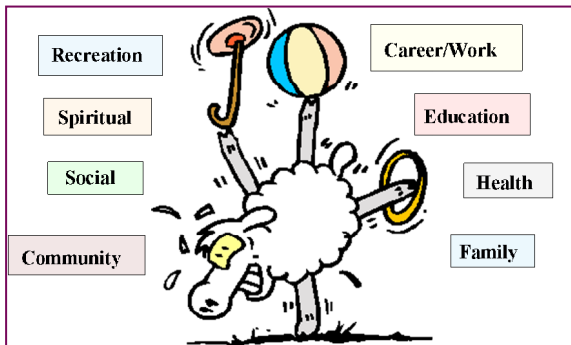 Recreation
Career/Work
Spiritual
Education
Social
Health
Community
Family